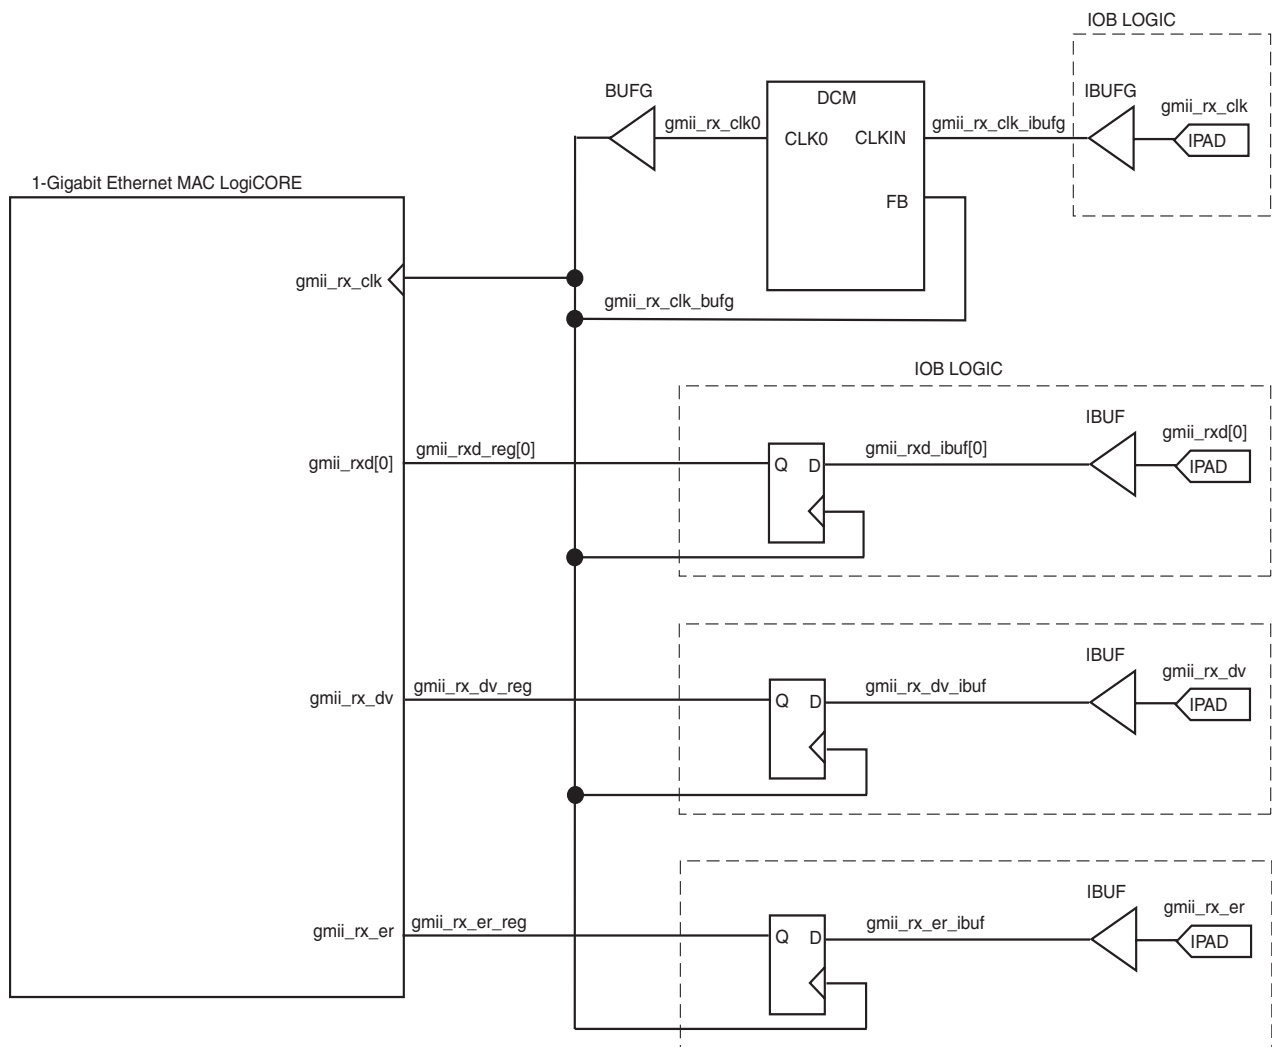 IOB LOGIC
BUFG
DCM
IBUFG
gmii_rx_clk
gmii_rx_clk0
gmii_rx_clk_ibufg
CLK0
CLKIN
IPAD
1-Gigabit Ethernet MAC LogiCORE
FB
gmii_rx_clk
gmii_rx_clk_bufg
IOB LOGIC
IBUF
gmii_rxd[0]
gmii_rxd_reg[0]
gmii_rxd_ibuf[0]
gmii_rxd[0]
Q
D
IPAD
IBUF
gmii_rx_dv
gmii_rx_dv_reg
gmii_rx_dv_ibuf
gmii_rx_dv
Q
D
IPAD
IBUF
gmii_rx_er
gmii_rx_er_reg
gmii_rx_er_ibuf
gmii_rx_er
Q
D
IPAD